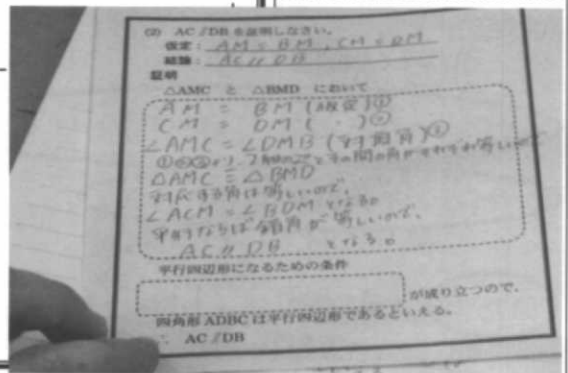 (2) AC∥DBを証明しなさい。
仮定：AM = BM , CM = DM
結論：AC∥DB
証明
△AMC と △BMD において
AM = BM (仮定)①
CM = DM ( 〃 )②
∠AMC = ∠DMB (対頂角)③
①②③より2組の辺とその間の角がそれぞれ等しいので
△AMC ≡ △BMD
対応する角は等しいので、
∠ACM = ∠BDM となる。
平行ならば錯角が等しいので、
AC∥DB となる。
平行四辺形になるための条件
が成り立つので、
四角形 ADBC は平行四辺形であるといえる。
∴ AC∥DB